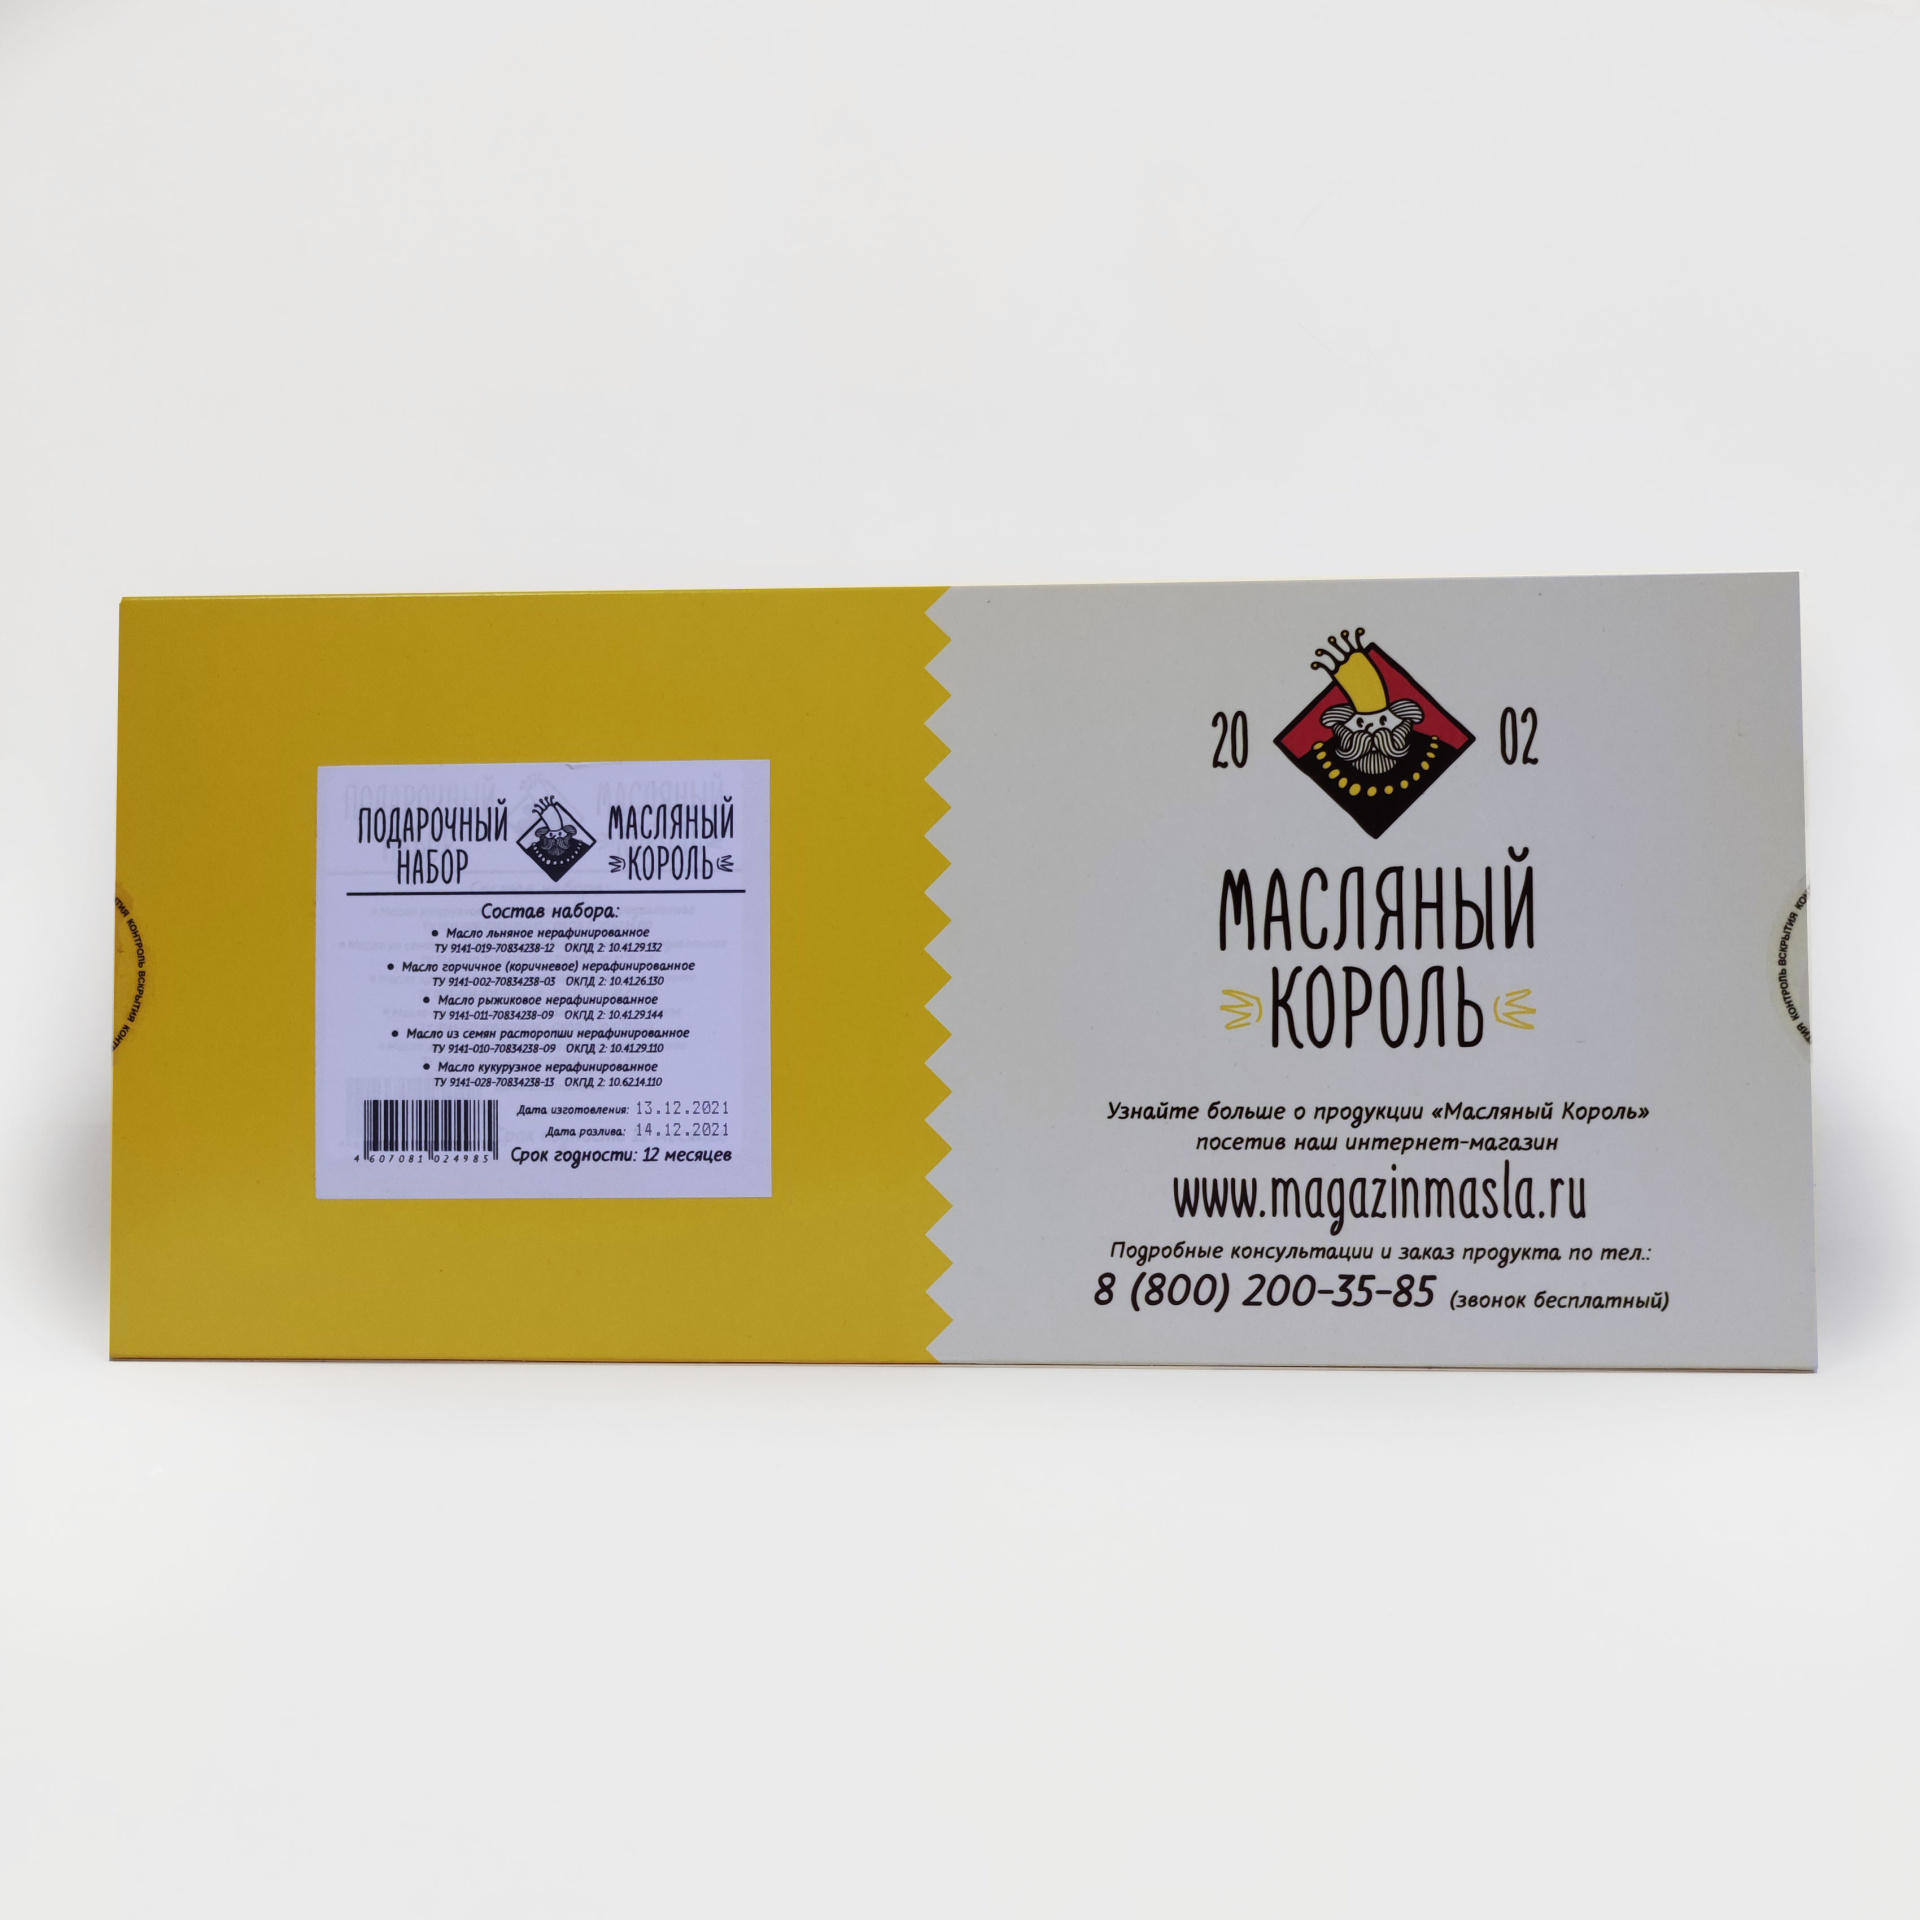 ПОДАРОЧНЫЙ НАБОР
МАСЛЯНЫЙ КОРОЛЬ
Состав набора:
• Масло льняное нерафинированное
ТУ 9141-019-70834238-12 ОКПД 2: 10.41.29.132
• Масло горчичное (коричневое) нерафинированное
ТУ 9141-002-70834238-03 ОКПД 2: 10.41.26.130
• Масло рыжиковое нерафинированное
ТУ 9141-011-70834238-09 ОКПД 2: 10.41.29.144
• Масло из семян расторопши нерафинированное
ТУ 9141-010-70834238-09 ОКПД 2: 10.41.29.110
• Масло кукурузное нерафинированное
ТУ 9141-028-70834238-13 ОКПД 2: 10.62.14.110
Дата изготовления: 13.12.2021
Дата розлива: 14.12.2021
Срок годности: 12 месяцев
4 607081 024985
20 02
МАСЛЯНЫЙ
КОРОЛЬ
Узнайте больше о продукции «Масляный Король»
посетив наш интернет-магазин
www.magazinmasla.ru
Подробные консультации и заказ продукта по тел.:
8 (800) 200-35-85 (звонок бесплатный)
КОНТРОЛЬ ВСКРЫТИЯ
КОНТРОЛЬ ВСКРЫТИЯ